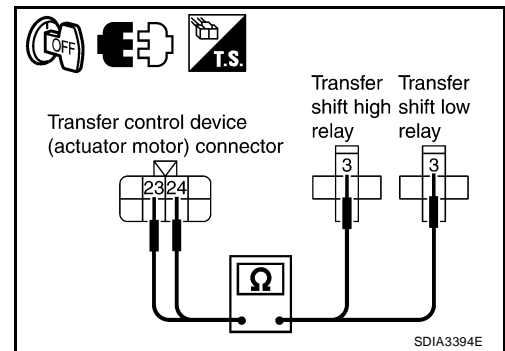 OFF
T.S.
Transfer shift high relay
Transfer shift low relay
Transfer control device
(actuator motor) connector
3
3
23 24
Ω
SDIA3394E